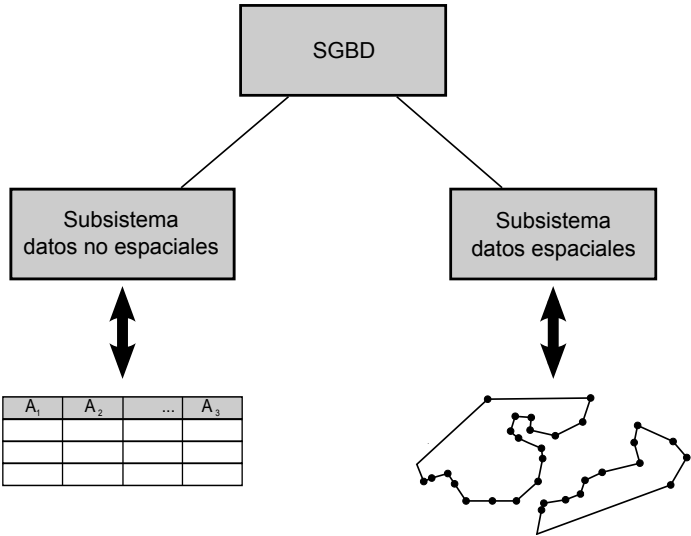 SGBD
Subsistema
datos no espaciales
Subsistema
datos espaciales
A₁ A₂ ... A₃